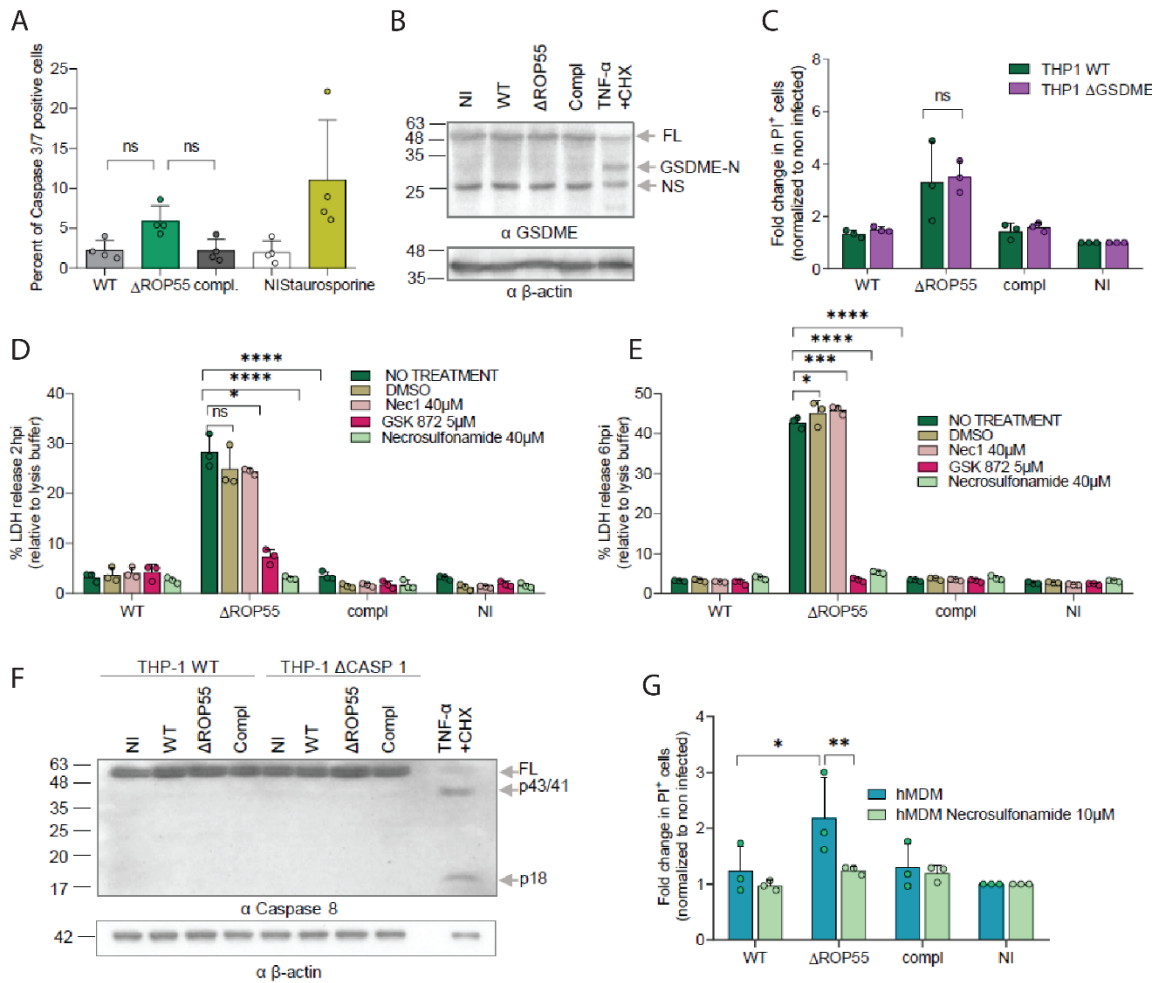 A
Percent of Caspase 3/7 positive cells
25
20
15
10
5
0
ns
ns
WT
ΔROP55
compl.
NI
Staurosporine
B
NI
WT
ΔROP55
Compl
TNF-α
+CHX
63
48
35
25
FL
GSDME-N
NS
α GSDME
48
35
α β-actin
C
Fold change in PI⁺ cells
(normalized to non infected)
8
6
4
2
0
THP1 WT
THP1 ΔGSDME
ns
WT
ΔROP55
compl
NI
D
% LDH release 2hpi
(relative to lysis buffer)
40
30
20
10
0
****
****
*
ns
NO TREATMENT
DMSO
Nec1 40µM
GSK 872 5µM
Necrosulfonamide 40µM
WT
ΔROP55
compl
NI
E
% LDH release 6hpi
(relative to lysis buffer)
50
40
30
20
10
0
****
****
***
*
NO TREATMENT
DMSO
Nec1 40µM
GSK 872 5µM
Necrosulfonamide 40µM
WT
ΔROP55
compl
NI
F
THP-1 WT
THP-1 ΔCASP 1
NI
WT
ΔROP55
Compl
NI
WT
ΔROP55
Compl
TNF-α
+CHX
63
48
35
25
20
17
FL
p43/41
p18
α Caspase 8
42
α β-actin
G
Fold change in PI⁺ cells
(normalized to non infected)
4
3
2
1
0
*
**
hMDM
hMDM Necrosulfonamide 10µM
WT
ΔROP55
compl
NI